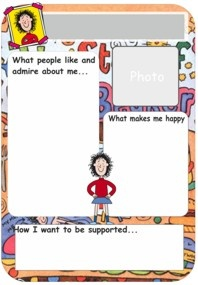 What people like and
admire about me...
Photo
What makes me happy
How I want to be supported...